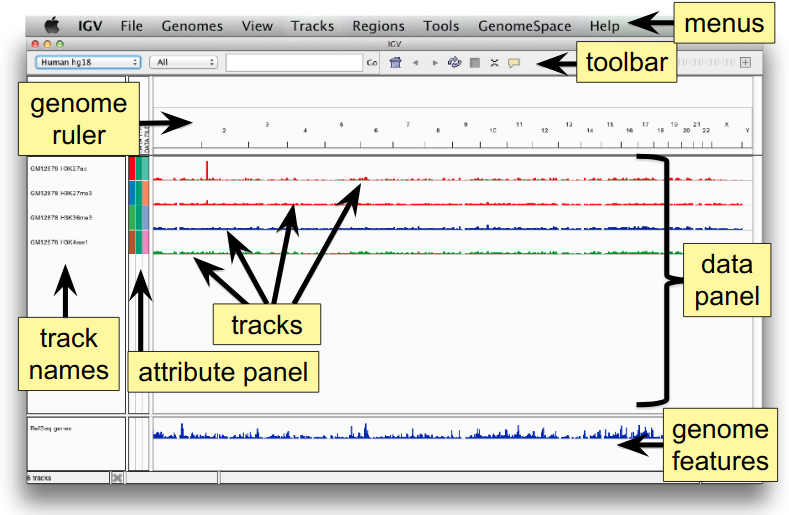 IGV File Genomes View Tracks Regions Tools GenomeSpace Help
menus
IGV
Human hg18 All Go
toolbar
genome
ruler
2 4 6 8 10 12 14 16 18 20 22 Y
1 3 5 7 9 11 13 15 17 19 21 X
DATA FILE
GM12878 H3K27ac
GM12878 H3K27me3
GM12878 H3K36me3
GM12878 H3K4me1
data
panel
tracks
track
names
attribute panel
RefSeq genes
genome
features
6 tracks